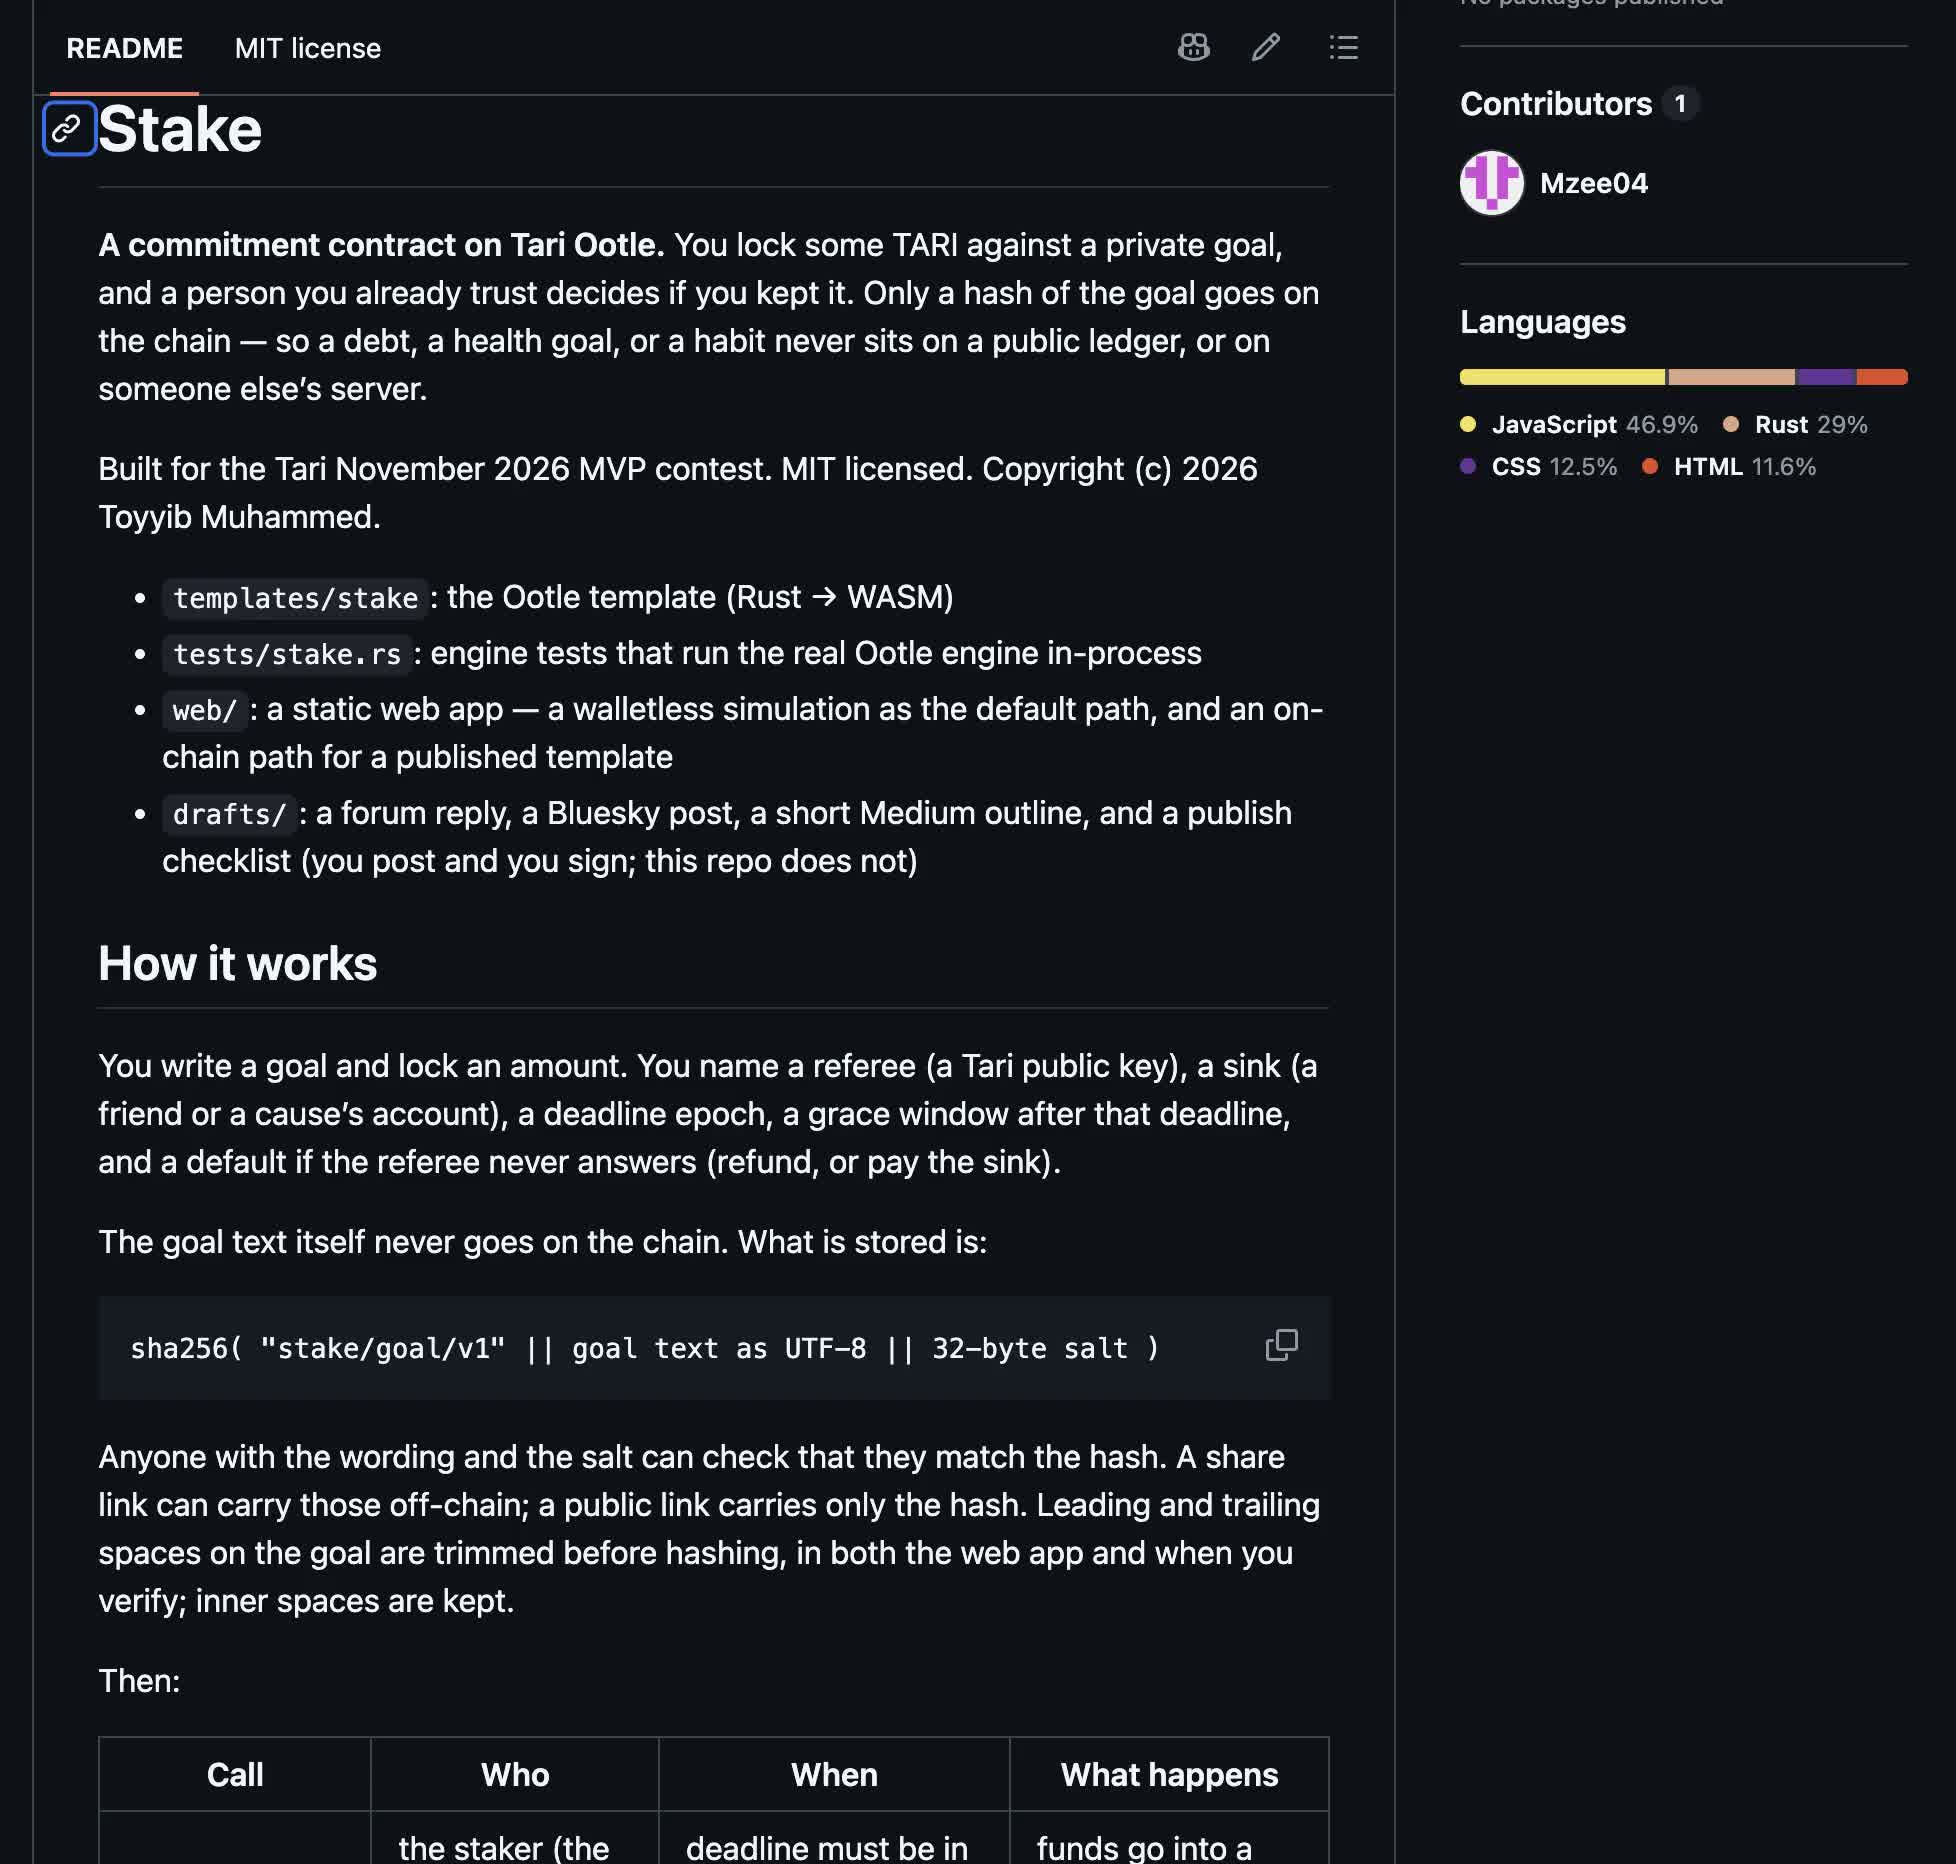 No packages published
README
MIT license
Stake
A commitment contract on Tari Ootle. You lock some TARI against a private goal,
and a person you already trust decides if you kept it. Only a hash of the goal goes on
the chain — so a debt, a health goal, or a habit never sits on a public ledger, or on
someone else’s server.
Built for the Tari November 2026 MVP contest. MIT licensed. Copyright (c) 2026
Toyyib Muhammed.
• templates/stake : the Ootle template (Rust → WASM)
• tests/stake.rs : engine tests that run the real Ootle engine in-process
• web/ : a static web app — a walletless simulation as the default path, and an on-
chain path for a published template
• drafts/ : a forum reply, a Bluesky post, a short Medium outline, and a publish
checklist (you post and you sign; this repo does not)
How it works
You write a goal and lock an amount. You name a referee (a Tari public key), a sink (a
friend or a cause’s account), a deadline epoch, a grace window after that deadline,
and a default if the referee never answers (refund, or pay the sink).
The goal text itself never goes on the chain. What is stored is:
sha256( "stake/goal/v1" || goal text as UTF-8 || 32-byte salt )
Anyone with the wording and the salt can check that they match the hash. A share
link can carry those off-chain; a public link carries only the hash. Leading and trailing
spaces on the goal are trimmed before hashing, in both the web app and when you
verify; inner spaces are kept.
Then:
Call Who When What happens
the staker (the deadline must be in funds go into a
Contributors 1
Mzee04
Languages
JavaScript 46.9% Rust 29%
CSS 12.5% HTML 11.6%